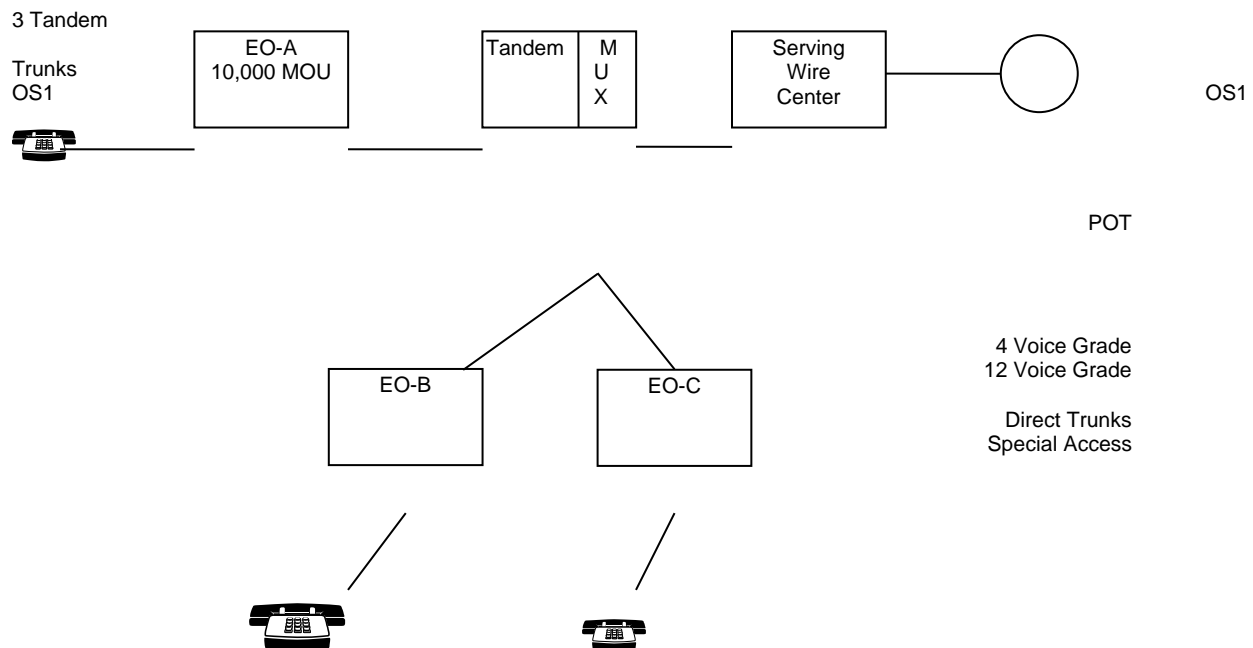 3 Tandem
Trunks
OS1
EO-A
10,000 MOU
Tandem
M
U
X
Serving
Wire
Center
OS1
POT
EO-B
EO-C
4 Voice Grade
12 Voice Grade
Direct Trunks
Special Access